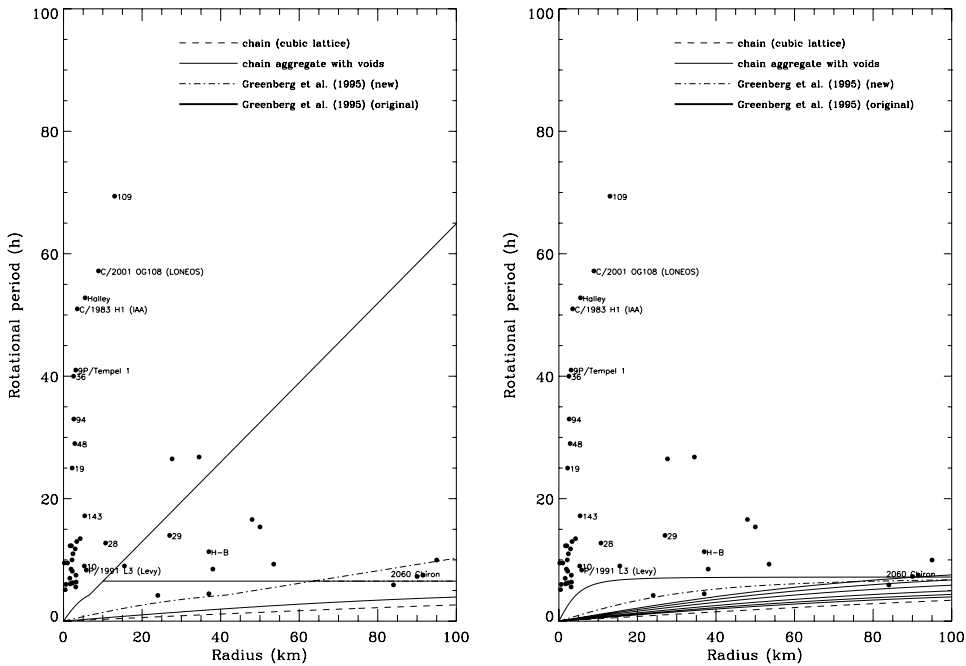 100
80
60
40
20
0
Rotational period (h)
chain (cubic lattice)
chain aggregate with voids
Greenberg et al. (1995) (new)
Greenberg et al. (1995) (original)
109
C/2001 OG108 (LONEOS)
Halley
C/1983 H1 (IAA)
9P/Tempel 1
36
94
48
19
143
28
29
H-B
10
P/1991 L3 (Levy)
2060 Chiron
0 20 40 60 80 100
Radius (km)
100
80
60
40
20
0
Rotational period (h)
chain (cubic lattice)
chain aggregate with voids
Greenberg et al. (1995) (new)
Greenberg et al. (1995) (original)
109
C/2001 OG108 (LONEOS)
Halley
C/1983 H1 (IAA)
9P/Tempel 1
36
94
48
19
143
28
29
H-B
10
P/1991 L3 (Levy)
2060 Chiron
0 20 40 60 80 100
Radius (km)